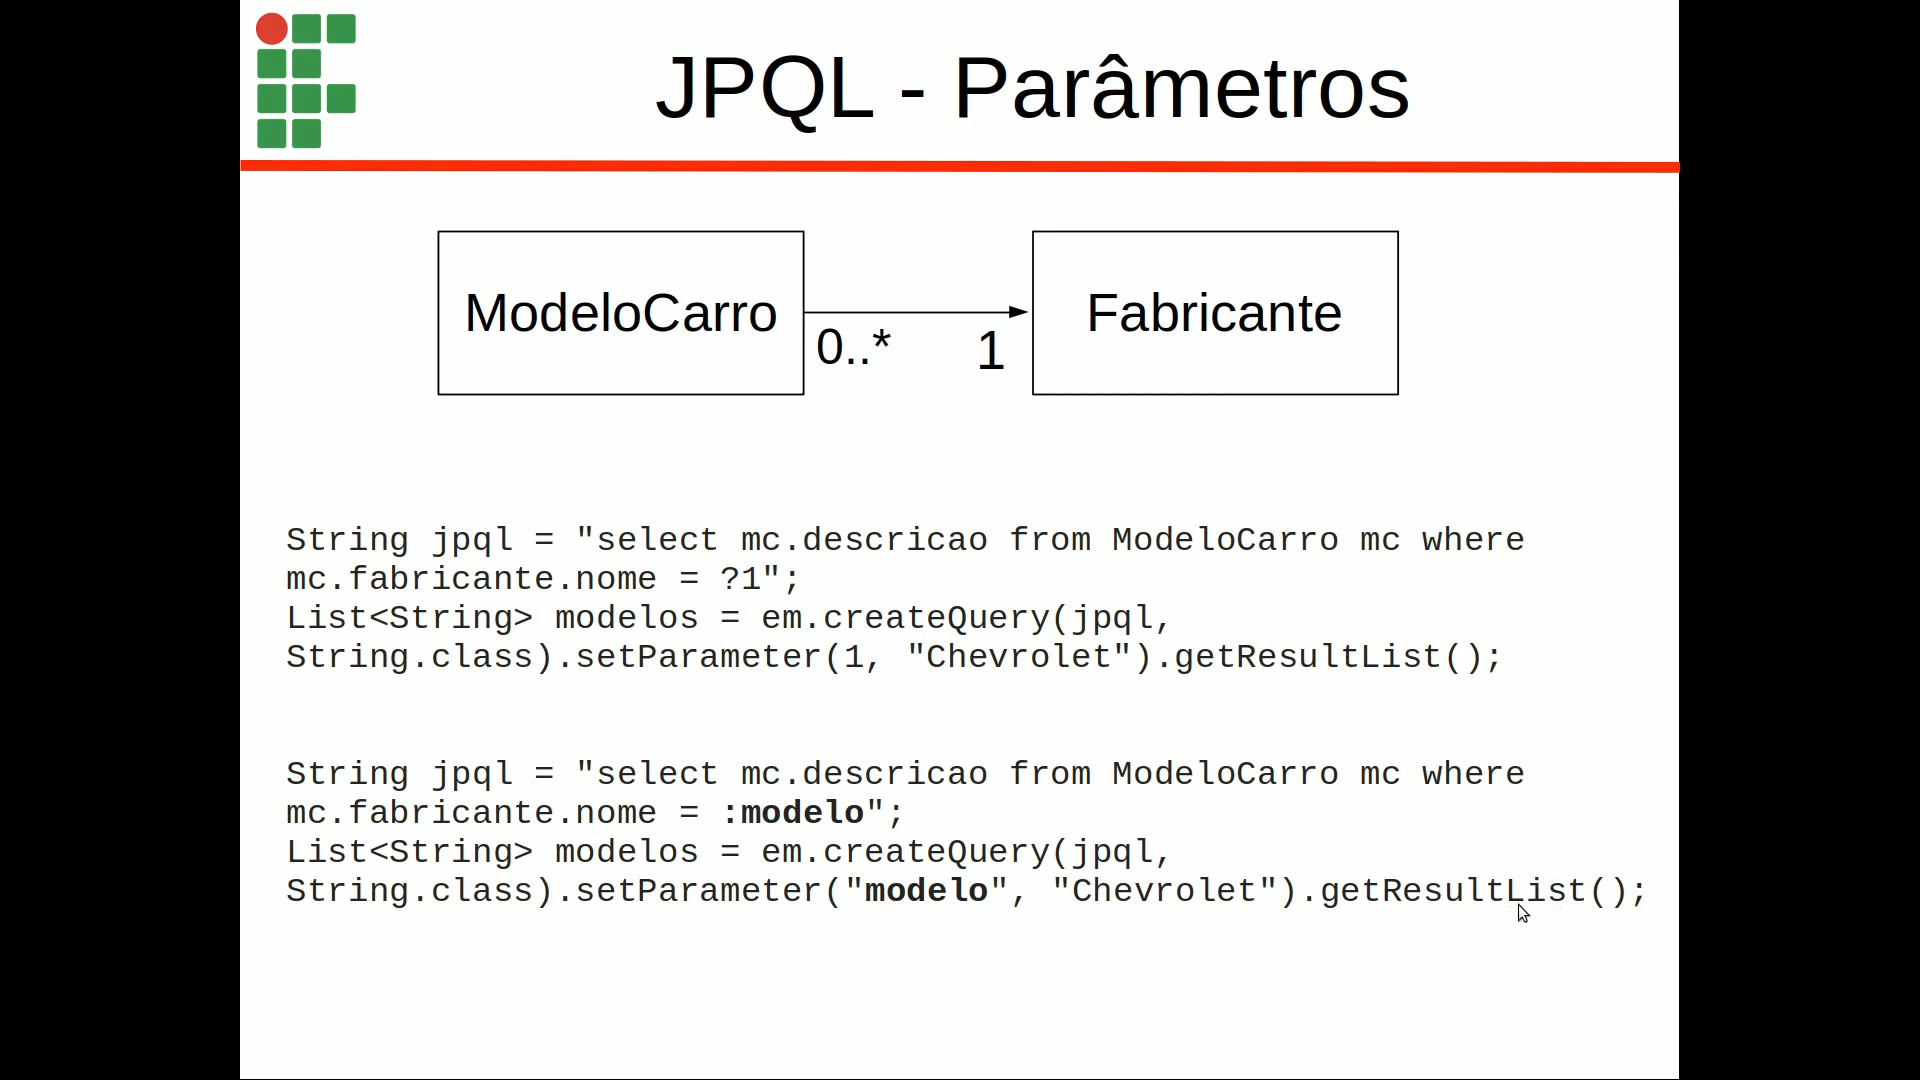 JPQL - Parâmetros
ModeloCarro
Fabricante
0..*
1
String jpql = "select mc.descricao from ModeloCarro mc where
mc.fabricante.nome = ?1";
List<String> modelos = em.createQuery(jpql,
String.class).setParameter(1, "Chevrolet").getResultList();
String jpql = "select mc.descricao from ModeloCarro mc where
mc.fabricante.nome = :modelo";
List<String> modelos = em.createQuery(jpql,
String.class).setParameter("modelo", "Chevrolet").getResultList();